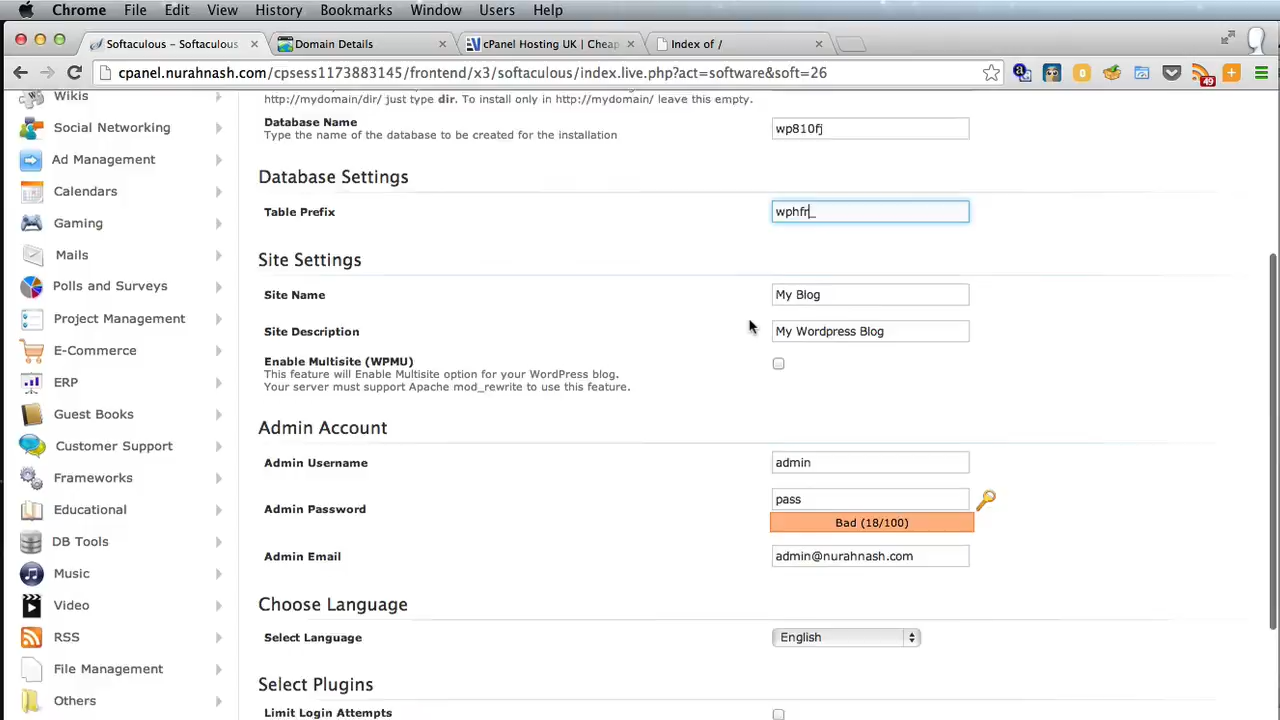 Chrome File Edit View History Bookmarks Window Users Help
Softaculous – Softaculous
Domain Details
cPanel Hosting UK | Cheap
Index of /
cpanel.nurahnash.com/cpsess1173883145/frontend/x3/softaculous/index.live.php?act=software&soft=26
49
Wikis
Social Networking
Ad Management
Calendars
Gaming
Mails
Polls and Surveys
Project Management
E-Commerce
ERP
Guest Books
Customer Support
Frameworks
Educational
DB Tools
Music
Video
RSS
File Management
Others
http://mydomain/dir/ just type dir. To install only in http://mydomain/ leave this empty.
Database Name
Type the name of the database to be created for the installation
wp810fj
Database Settings
Table Prefix
wphfr_
Site Settings
Site Name
My Blog
Site Description
My Wordpress Blog
Enable Multisite (WPMU)
This feature will Enable Multisite option for your WordPress blog.
Your server must support Apache mod_rewrite to use this feature.
Admin Account
Admin Username
admin
Admin Password
pass
Bad (18/100)
Admin Email
admin@nurahnash.com
Choose Language
Select Language
English
Select Plugins
Limit Login Attempts